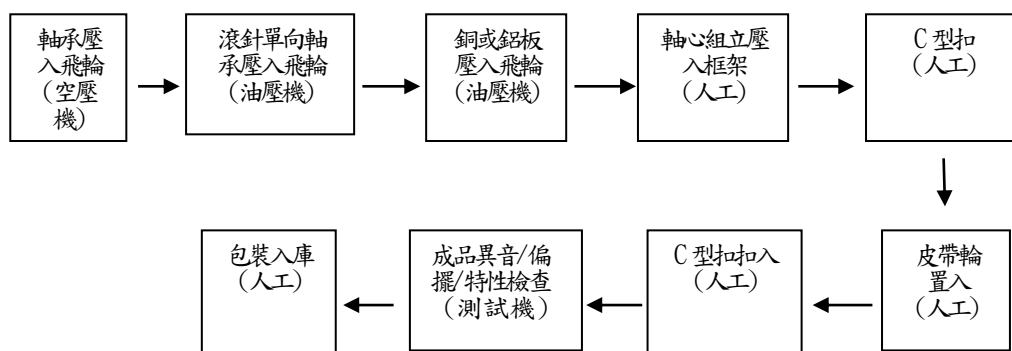 軸承壓
入飛輪
(空壓
機)
滾針單向軸
承壓入飛輪
(油壓機)
銅或鋁板
壓入飛輪
(油壓機)
軸心組立壓
入框架
(人工)
C 型扣
(人工)
皮帶輪
置入
(人工)
C 型扣扣入
(人工)
成品異音/偏
擺/特性檢查
(測試機)
包裝入庫
(人工)